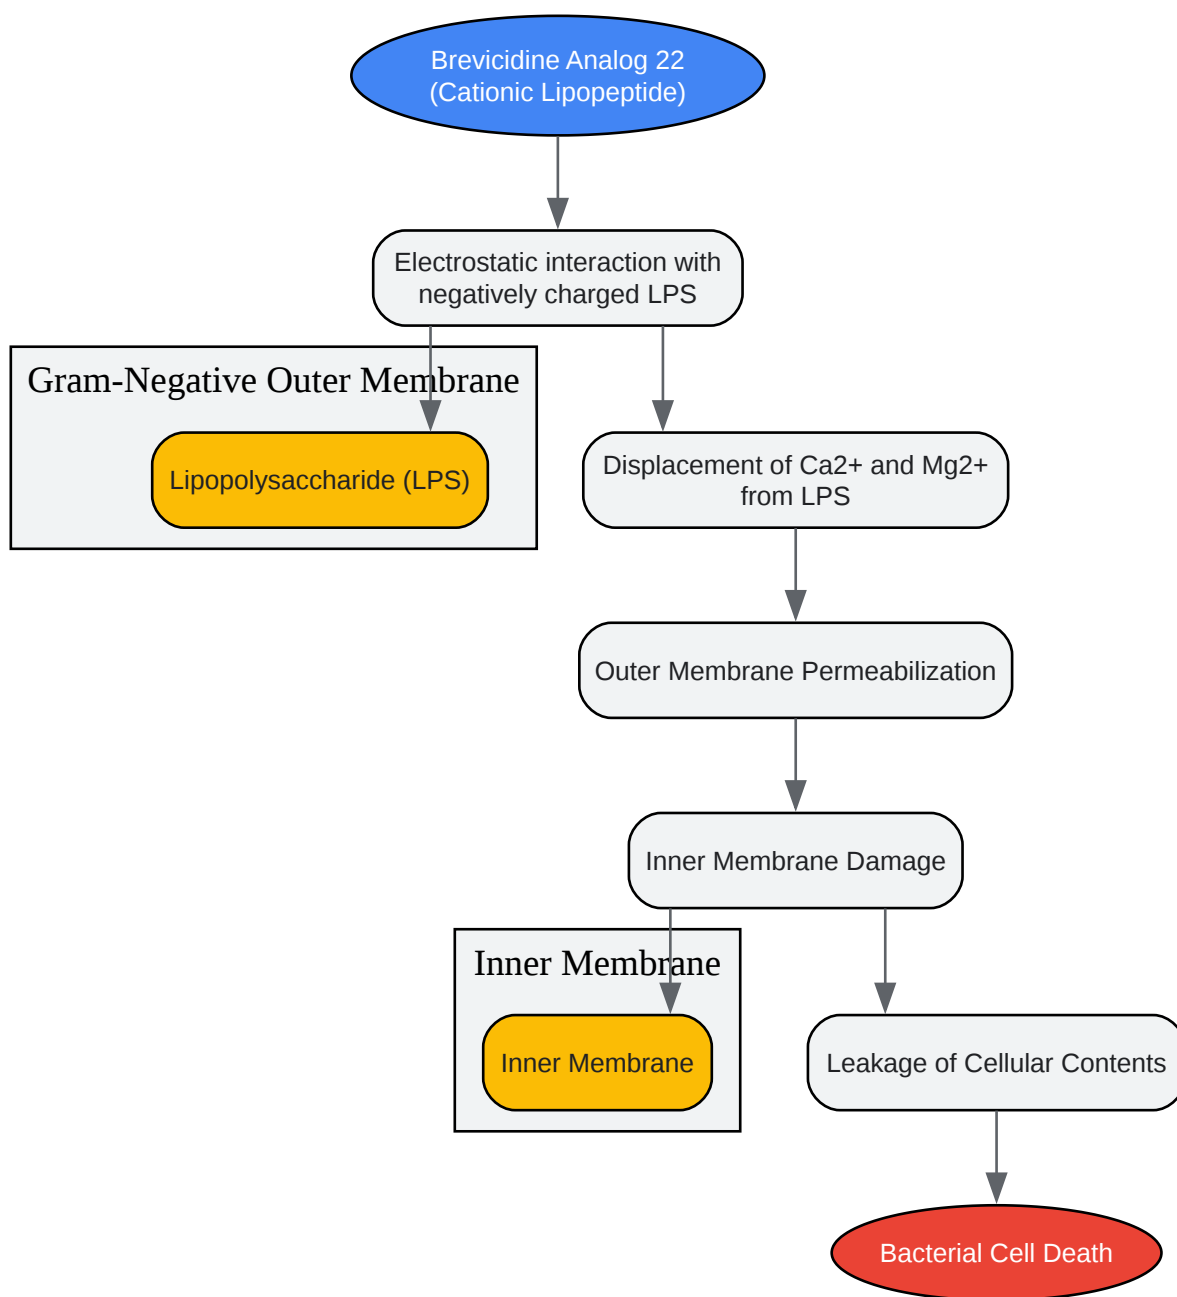 Brevicidine Analog 22
(Cationic Lipopeptide)
Electrostatic interaction with
negatively charged LPS
Gram-Negative Outer Membrane
Lipopolysaccharide (LPS)
Displacement of Ca2+ and Mg2+
from LPS
Outer Membrane Permeabilization
Inner Membrane Damage
Inner Membrane
Inner Membrane
Leakage of Cellular Contents
Bacterial Cell Death